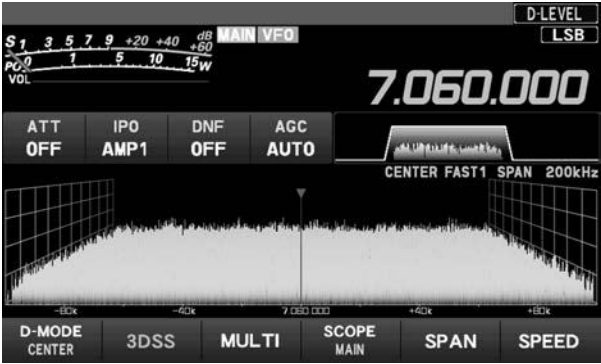 D-LEVEL
S 1 3 5 7 9 +20 +40 +60 dB MAIN VFO LSB
PO 0 1 5 10 15 W
VOL
7.060.000
ATT IPO DNF AGC
OFF AMP1 OFF AUTO
CENTER FAST1 SPAN 200kHz
-80k -40k 7.060.000 +40k +80k
D-MODE 3DSS MULTI SCOPE SPAN SPEED
CENTER MAIN